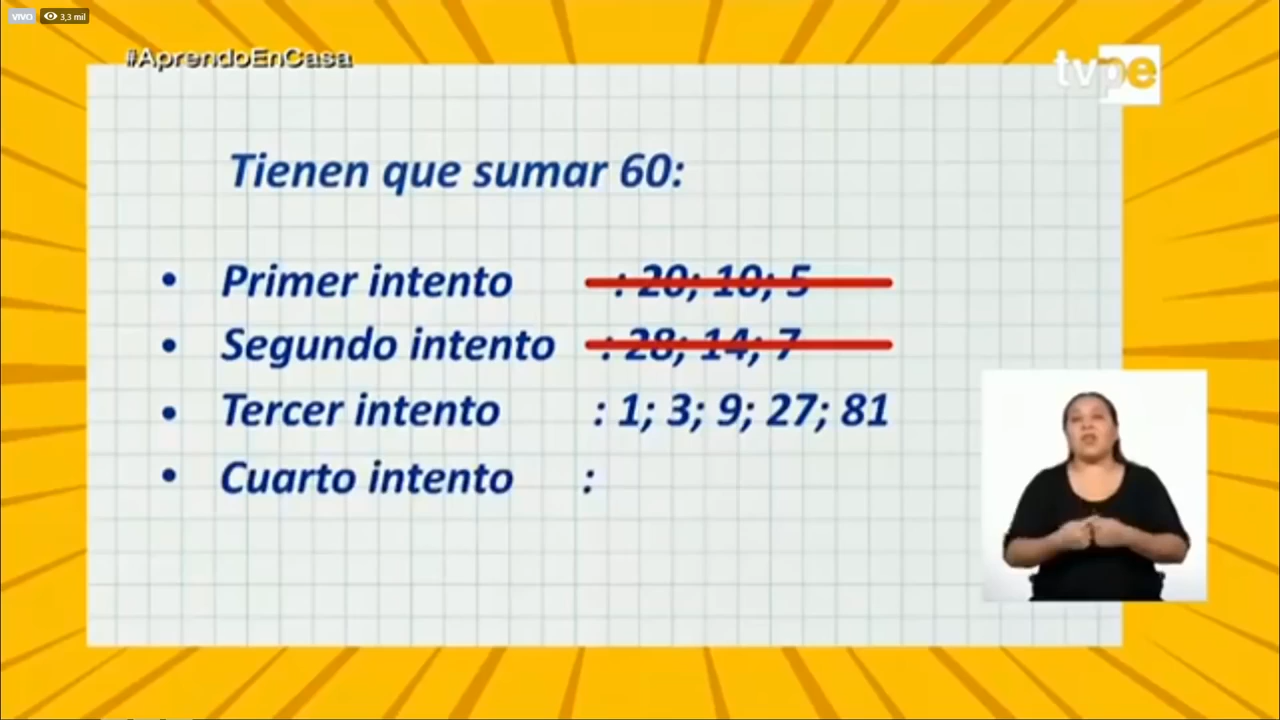 VIVO 3,3 mil
#AprendoEnCasa
tvpe
Tienen que sumar 60:
• Primer intento : 20; 10; 5
• Segundo intento : 28; 14; 7
• Tercer intento : 1; 3; 9; 27; 81
• Cuarto intento :